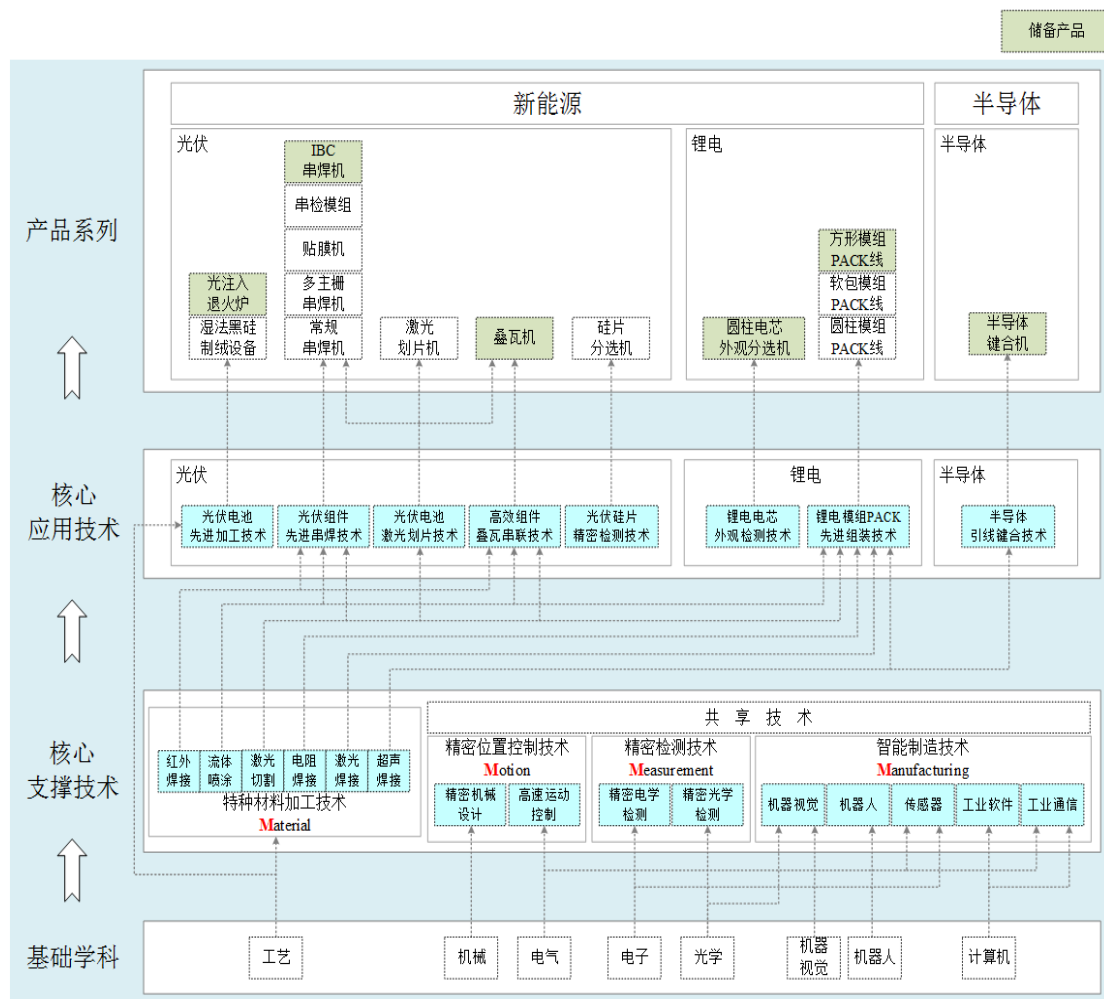 储备产品
新能源
半导体
光伏
锂电
半导体
产品系列
IBC
串焊机
串检模组
贴膜机
多主栅
串焊机
常规
串焊机
光注入
退火炉
湿法黑硅
制绒设备
激光
划片机
叠瓦机
硅片
分选机
圆柱电芯
外观分选机
方形模组
PACK线
软包模组
PACK线
圆柱模组
PACK线
半导体
键合机
核心
应用技术
光伏
锂电
半导体
光伏电池
先进加工技术
光伏组件
先进串焊技术
光伏电池
激光划片技术
高效组件
叠瓦串联技术
光伏硅片
精密检测技术
锂电电芯
外观检测技术
锂电模组PACK
先进组装技术
半导体
引线键合技术
核心
支撑技术
共 享 技 术
红外
焊接
流体
喷涂
激光
切割
电阻
焊接
激光
焊接
超声
焊接
特种材料加工技术
Material
精密位置控制技术
Motion
精密机械
设计
高速运动
控制
精密检测技术
Measurement
精密电学
检测
精密光学
检测
智能制造技术
Manufacturing
机器视觉
机器人
传感器
工业软件
工业通信
基础学科
工艺
机械
电气
电子
光学
机器
视觉
机器人
计算机